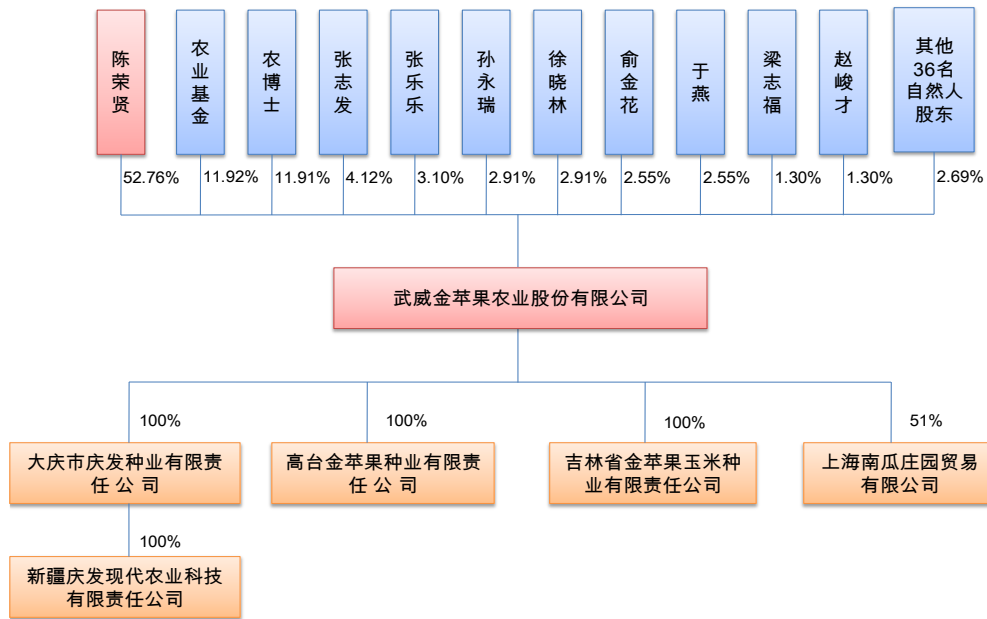 陈荣贤
农业基金
农博士
张志发
张乐乐
孙永瑞
徐晓林
俞金花
于燕
梁志福
赵峻才
其他
36名
自然人
股东
52.76%
11.92%
11.91%
4.12%
3.10%
2.91%
2.91%
2.55%
2.55%
1.30%
1.30%
2.69%
武威金苹果农业股份有限公司
100%
100%
100%
51%
大庆市庆发种业有限责
任 公 司
高台金苹果种业有限责
任 公 司
吉林省金苹果玉米种
业有限责任公司
上海南瓜庄园贸易
有限公司
100%
新疆庆发现代农业科技
有限责任公司